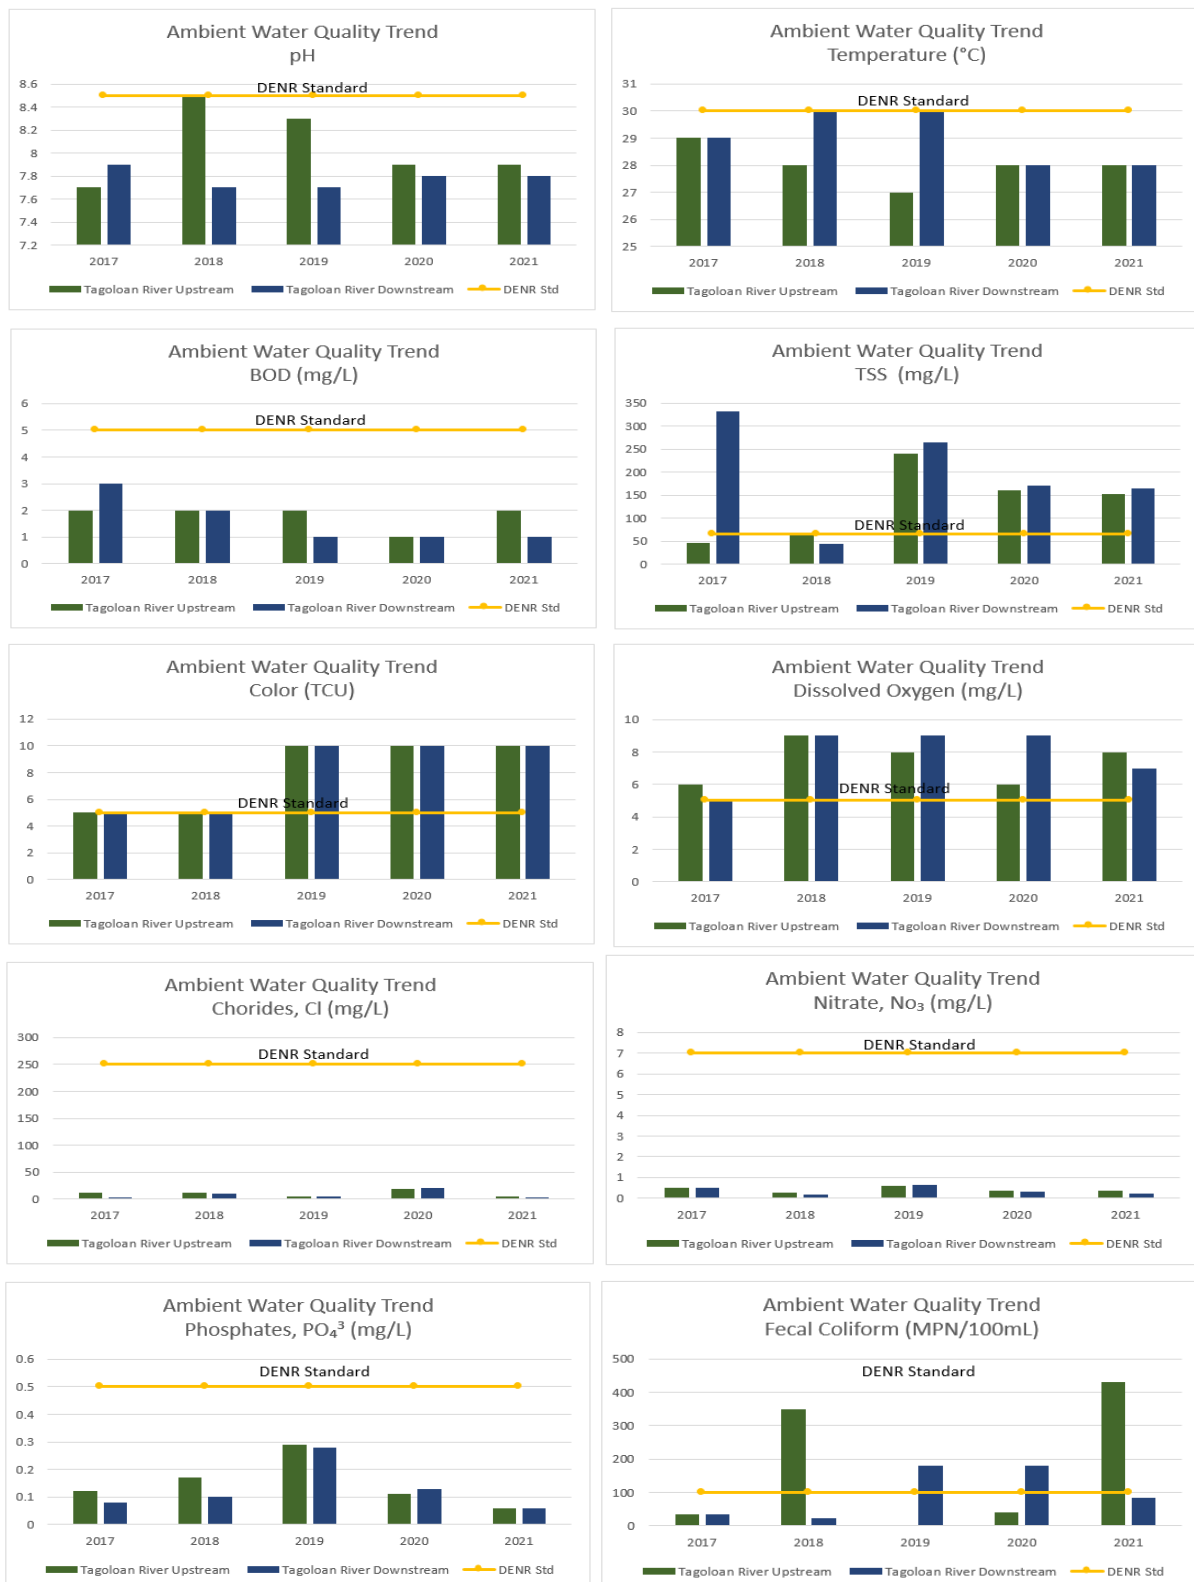 Ambient Water Quality Trend
pH
DENR Standard
8.6
8.4
8.2
8
7.8
7.6
7.4
7.2
2017 2018 2019 2020 2021
Tagoloan River Upstream Tagoloan River Downstream DENR Std
Ambient Water Quality Trend
Temperature (°C)
DENR Standard
31
30
29
28
27
26
25
2017 2018 2019 2020 2021
Tagoloan River Upstream Tagoloan River Downstream DENR Std
Ambient Water Quality Trend
BOD (mg/L)
DENR Standard
6
5
4
3
2
1
0
2017 2018 2019 2020 2021
Tagoloan River Upstream Tagoloan River Downstream DENR Std
Ambient Water Quality Trend
TSS (mg/L)
350
300
250
200
150
100
DENR Standard
50
0
2017 2018 2019 2020 2021
Tagoloan River Upstream Tagoloan River Downstream DENR Std
Ambient Water Quality Trend
Color (TCU)
12
10
8
6
DENR Standard
4
2
0
2017 2018 2019 2020 2021
Tagoloan River Upstream Tagoloan River Downstream DENR Std
Ambient Water Quality Trend
Dissolved Oxygen (mg/L)
10
8
6
DENR Standard
4
2
0
2017 2018 2019 2020 2021
Tagoloan River Upstream Tagoloan River Downstream DENR Std
Ambient Water Quality Trend
Chorides, Cl (mg/L)
300
DENR Standard
250
200
150
100
50
0
2017 2018 2019 2020 2021
Tagoloan River Upstream Tagoloan River Downstream DENR Std
Ambient Water Quality Trend
Nitrate, No₃ (mg/L)
8
DENR Standard
7
6
5
4
3
2
1
0
2017 2018 2019 2020 2021
Tagoloan River Upstream Tagoloan River Downstream DENR Std
Ambient Water Quality Trend
Phosphates, PO₄³ (mg/L)
0.6
DENR Standard
0.5
0.4
0.3
0.2
0.1
0
2017 2018 2019 2020 2021
Tagoloan River Upstream Tagoloan River Downstream DENR Std
Ambient Water Quality Trend
Fecal Coliform (MPN/100mL)
500
DENR Standard
400
300
200
100
0
2017 2018 2019 2020 2021
Tagoloan River Upstream Tagoloan River Downstream DENR Std